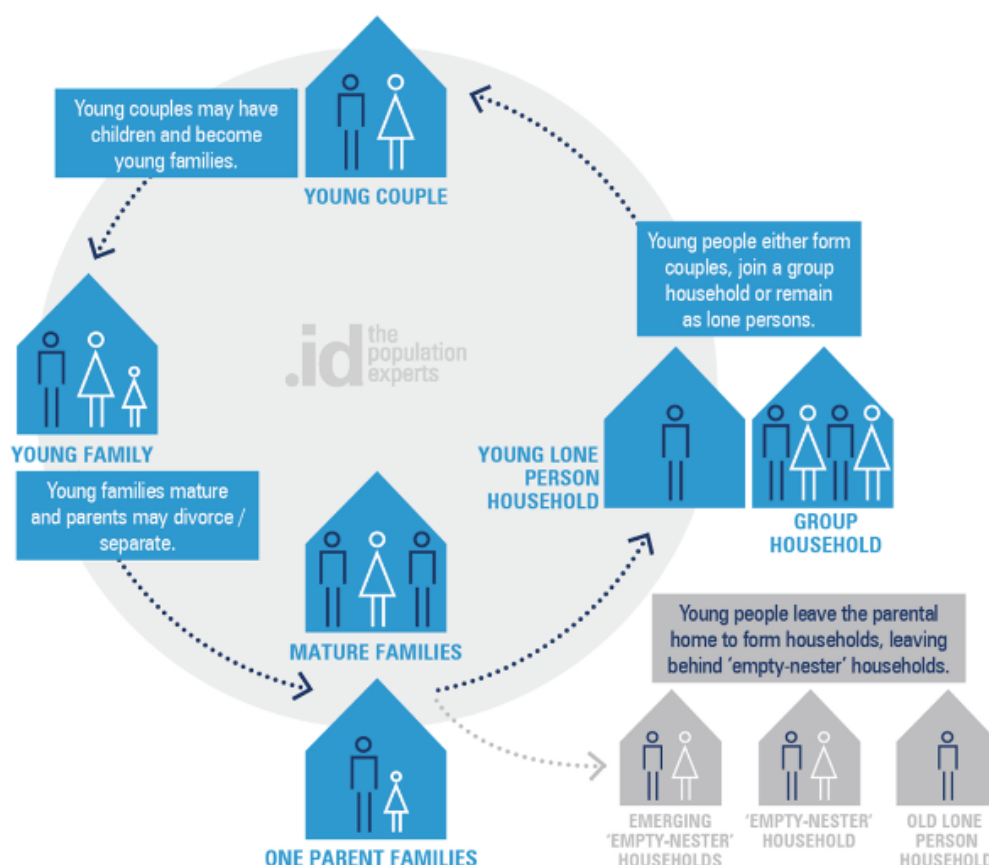 Young couples may have
children and become
young families.
YOUNG COUPLE
Young people either form
couples, join a group
household or remain
as lone persons.
.id the
population
experts
YOUNG FAMILY
YOUNG LONE
PERSON
HOUSEHOLD
GROUP
HOUSEHOLD
Young families mature
and parents may divorce /
separate.
MATURE FAMILIES
Young people leave the parental
home to form households, leaving
behind ‘empty-nester’ households.
ONE PARENT FAMILIES
EMERGING
‘EMPTY-NESTER’
HOUSEHOLDS
‘EMPTY-NESTER’
HOUSEHOLD
OLD LONE
PERSON
HOUSEHOLD